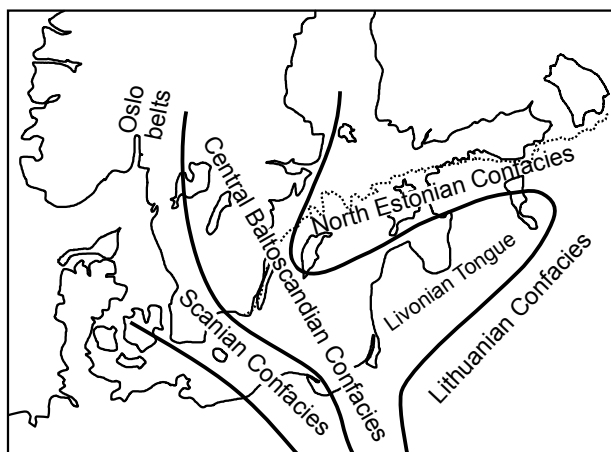 Oslo
belts
Central Baltoscandian Confacies
North Estonian Confacies
Scanian Confacies
Livonian Tongue
Lithuanian Confacies